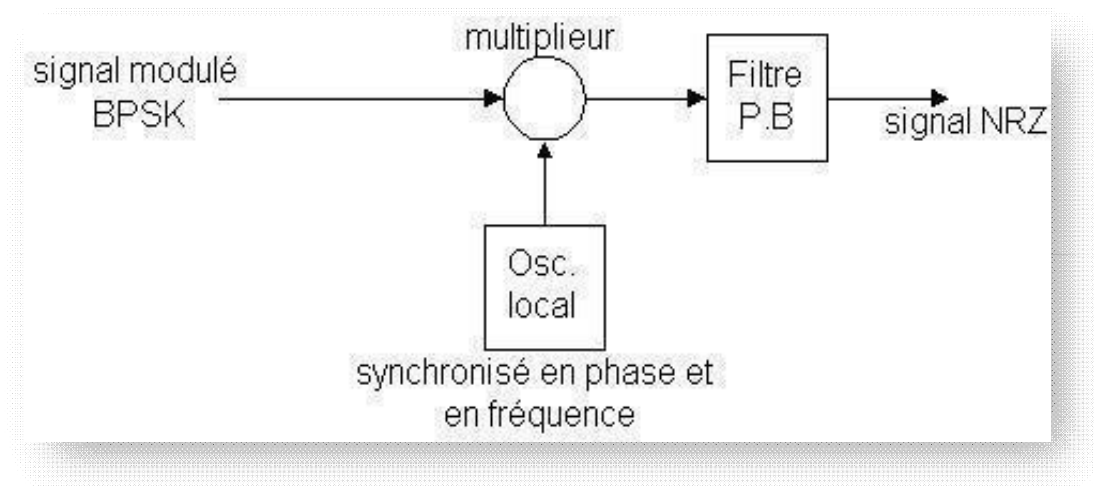 multiplieur
signal modulé
BPSK
Filtre
P.B
signal NRZ
Osc.
local
synchronisé en phase et
en fréquence